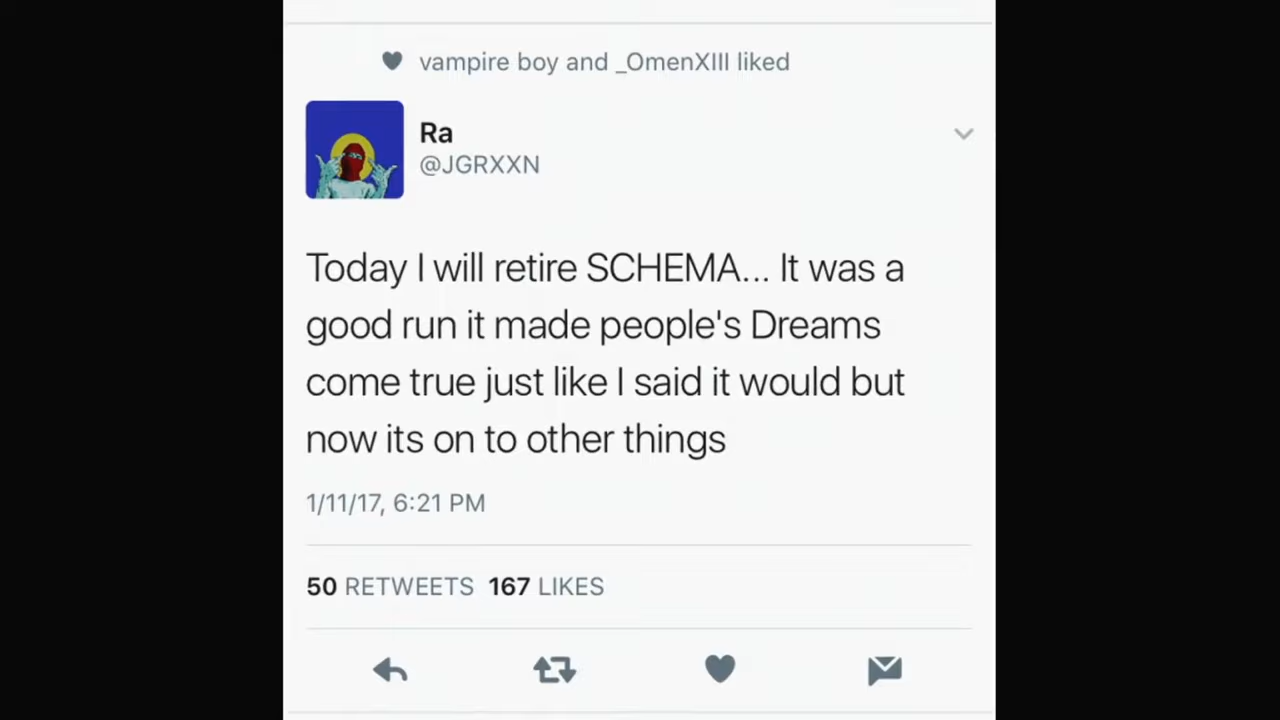 vampire boy and _OmenXIII liked
Ra
@JGRXXN
Today I will retire SCHEMA... It was a
good run it made people's Dreams
come true just like I said it would but
now its on to other things
1/11/17, 6:21 PM
50 RETWEETS 167 LIKES